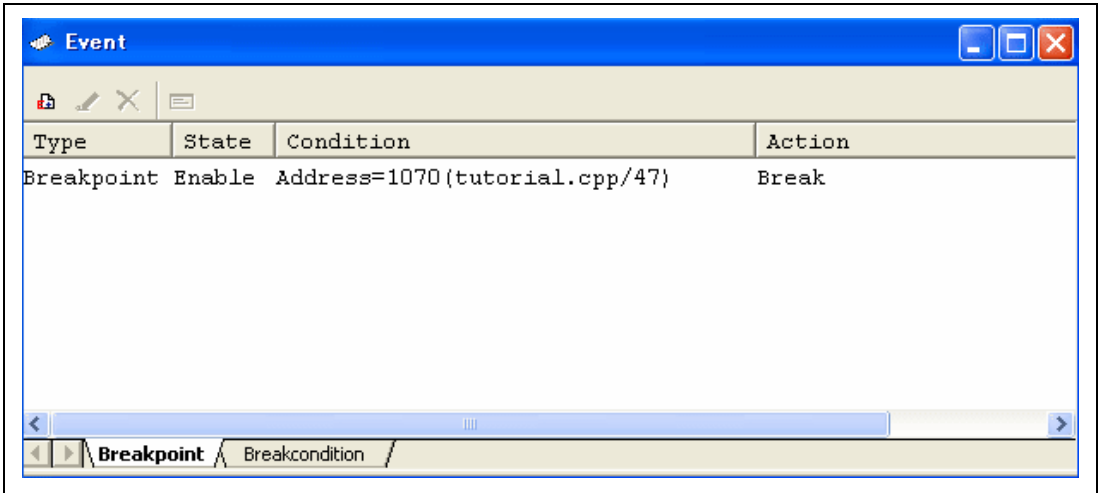 Event
Type State Condition Action
Breakpoint Enable Address=1070(tutorial.cpp/47) Break
Breakpoint Breakcondition